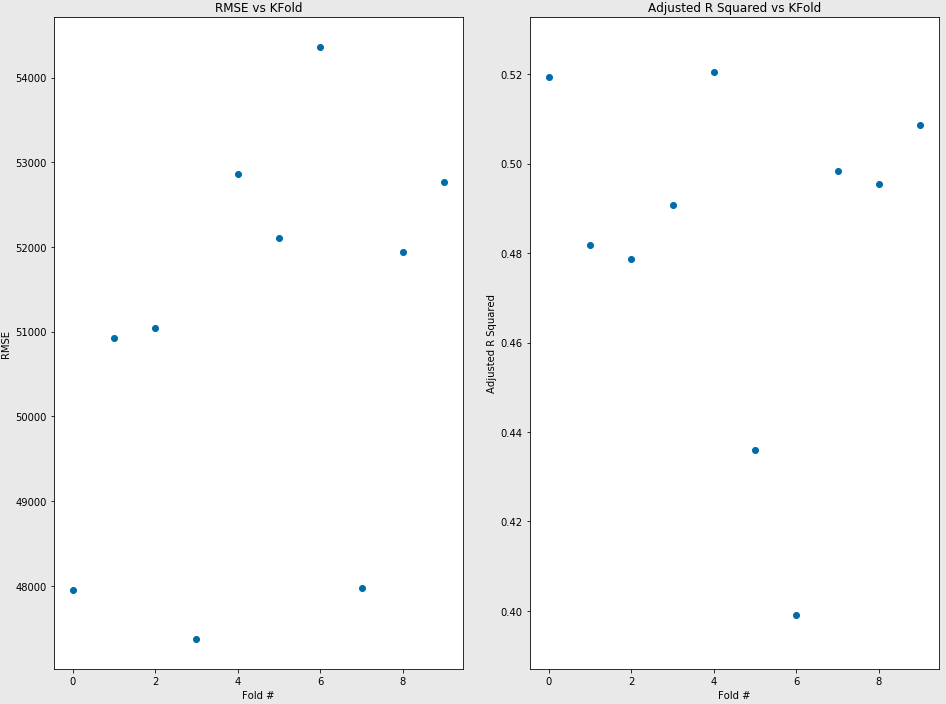 RMSE vs KFold
54000
53000
52000
51000
50000
49000
48000
RMSE
0 2 4 6 8
Fold #
Adjusted R Squared vs KFold
0.52
0.50
0.48
0.46
0.44
0.42
0.40
Adjusted R Squared
0 2 4 6 8
Fold #